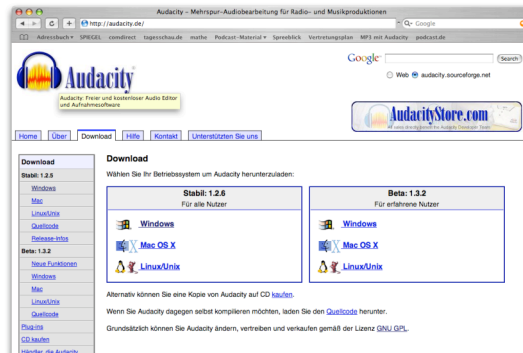 Audacity - Mehrspur-Audiobearbeitung für Radio- und Musikproduktionen
http://audacity.de/
Google
Adressbuch SPIEGEL comdirect tagesschau.de mathe Podcast-Material Spreeblick Vertretungsplan MP3 mit Audacity podcast.de
Audacity
Audacity: Freier und kostenloser Audio Editor
und Aufnahmesoftware
Google
Search
Web audacity.sourceforge.net
AudacityStore.com
Home Über Download Hilfe Kontakt Unterstützten Sie uns
Download
Stabil: 1.2.5
Windows
Mac
Linux/Unix
Quellcode
Release-Infos
Beta: 1.3.2
Neue Funktionen
Windows
Mac
Linux/Unix
Quellcode
Plug-ins
CD kaufen
Händler, die Audacity
Download
Wählen Sie Ihr Betriebssystem um Audacity herunterzuladen:
Stabil: 1.2.6
Für alle Nutzer
Windows
Mac OS X
Linux/Unix
Beta: 1.3.2
Für erfahrene Nutzer
Windows
Mac OS X
Linux/Unix
Alternativ können Sie eine Kopie von Audacity auf CD kaufen.
Wenn Sie Audacity dagegen selbst kompilieren möchten, laden Sie den Quellcode herunter.
Grundsätzlich können Sie Audacity ändern, vertreiben und verkaufen gemäß der Lizenz GNU GPL.